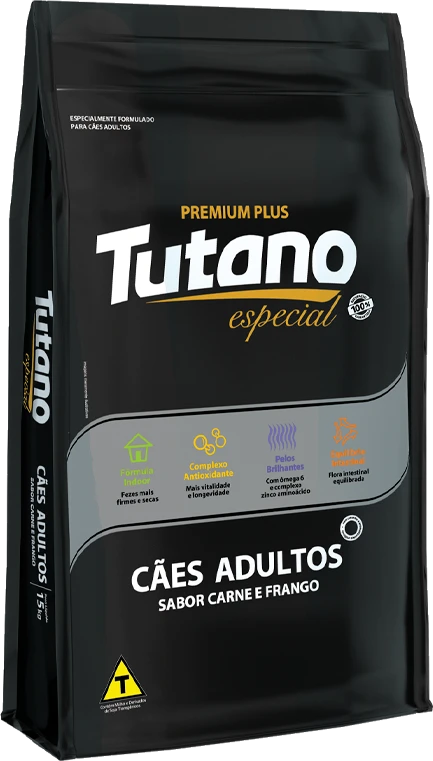 ESPECIALMENTE FORMULADO
PARA CÃES ADULTOS
PREMIUM PLUS
Tutano
especial
100%
Fórmula
Indoor
Fezes mais
firmes e secas
Complexo
Antioxidante
Mais vitalidade
e longevidade
Pelos
Brilhantes
Com ômega 6
e complexo
zinco aminoácido
Flora intestinal
equilibrada
CÃES ADULTOS
SABOR CARNE E FRANGO
T
Tutano
especial
CÃES ADULTOS
SABOR CARNE E FRANGO
15kg